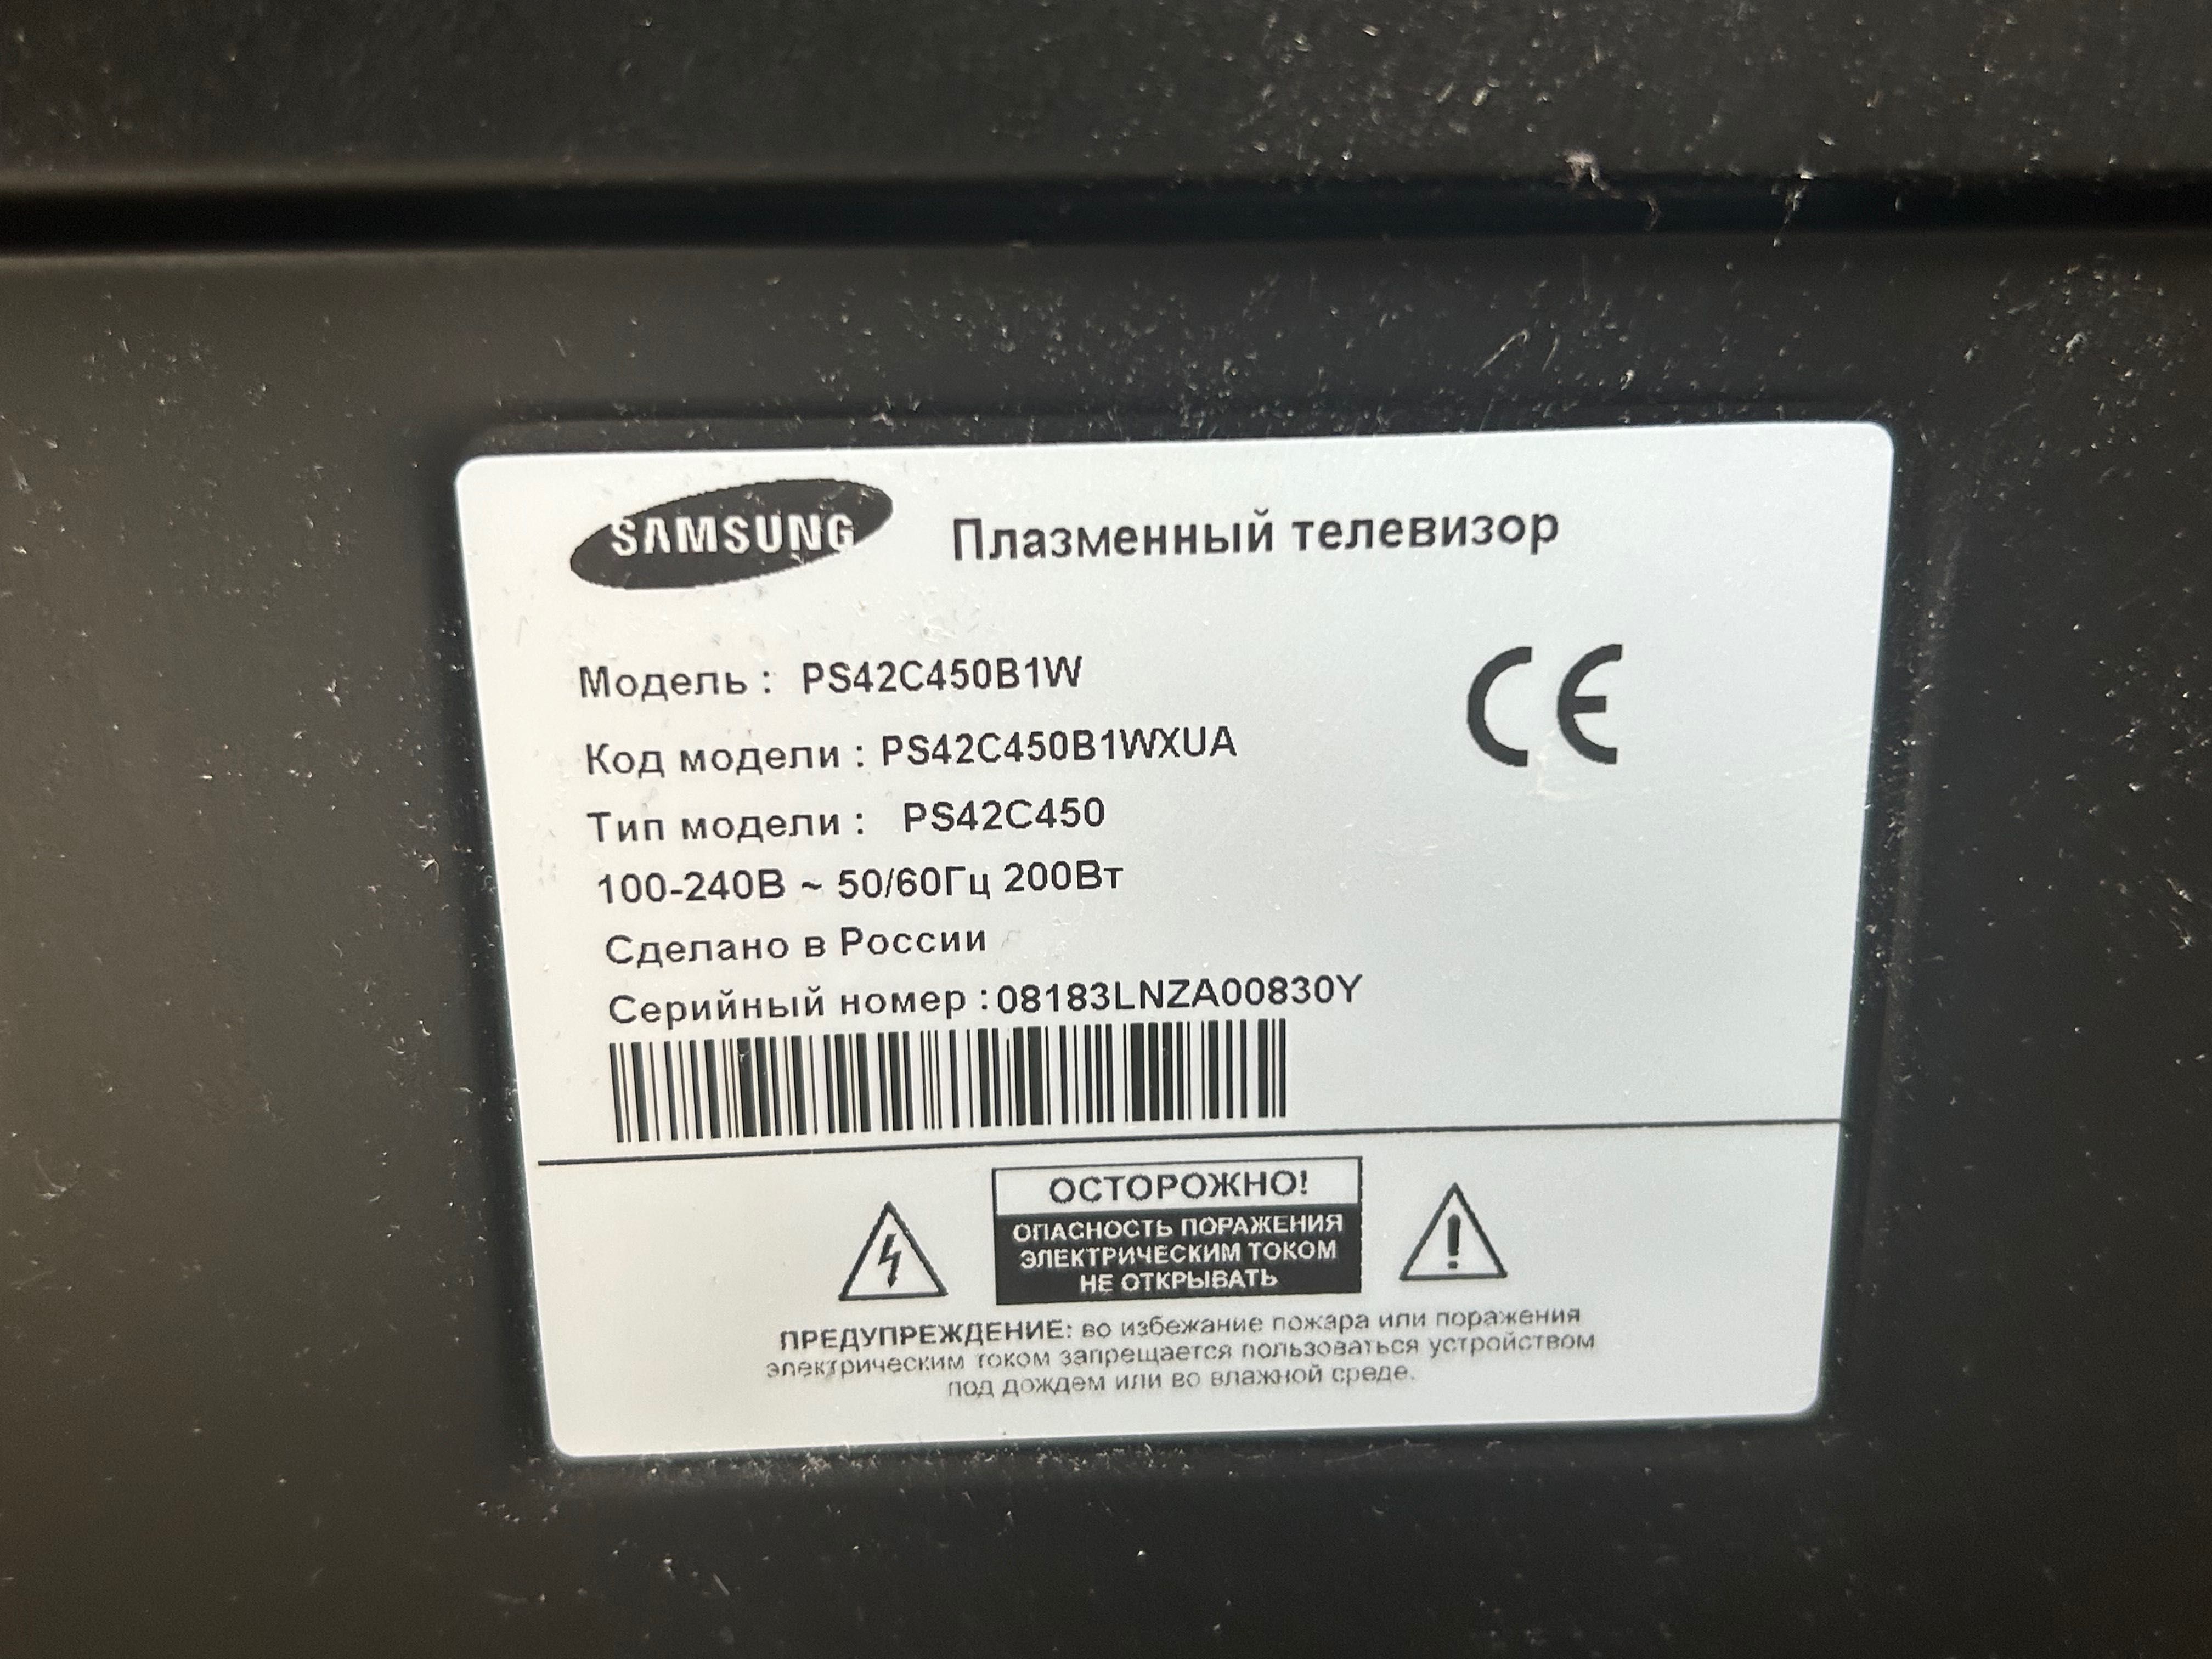 SAMSUNG Плазменный телевизор
Модель : PS42C450B1W
CE
Код модели : PS42C450B1WXUA
Тип модели : PS42C450
100-240В ~ 50/60Гц 200Вт
Сделано в России
Серийный номер :08183LNZA00830Y
ОСТОРОЖНО!
ОПАСНОСТЬ ПОРАЖЕНИЯ
ЭЛЕКТРИЧЕСКИМ ТОКОМ
НЕ ОТКРЫВАТЬ
ПРЕДУПРЕЖДЕНИЕ: во избежание пожара или поражения
электрическим током запрещается пользоваться устройством
под дождем или во влажной среде.